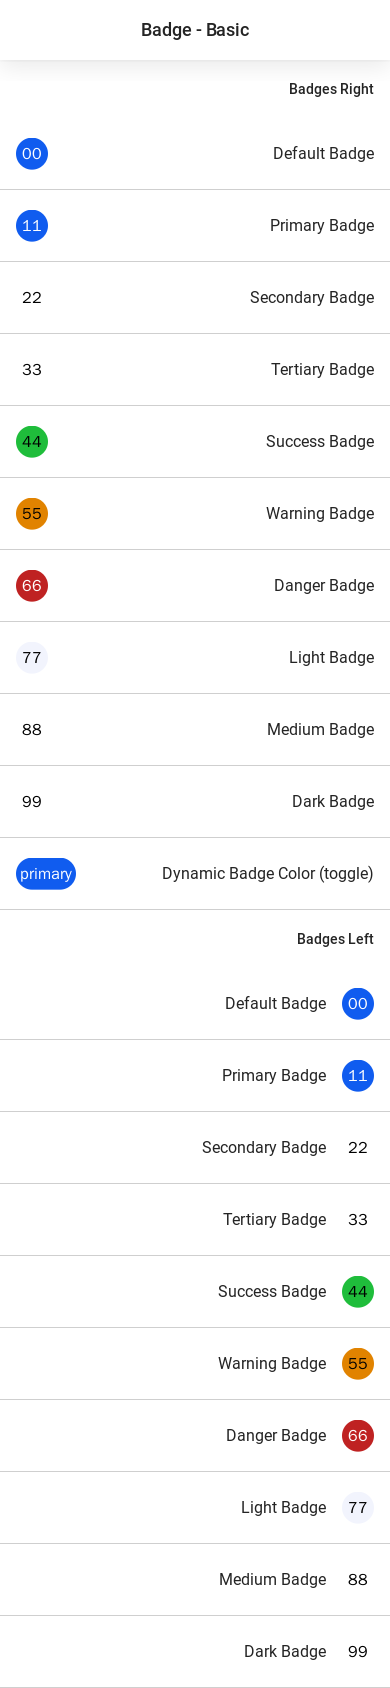 Badge - Basic
Badges Right
00 Default Badge
11 Primary Badge
22 Secondary Badge
33 Tertiary Badge
44 Success Badge
55 Warning Badge
66 Danger Badge
77 Light Badge
88 Medium Badge
99 Dark Badge
primary Dynamic Badge Color (toggle)
Badges Left
Default Badge 00
Primary Badge 11
Secondary Badge 22
Tertiary Badge 33
Success Badge 44
Warning Badge 55
Danger Badge 66
Light Badge 77
Medium Badge 88
Dark Badge 99